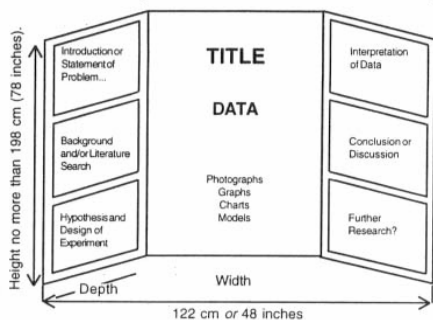 Height no more than 198 cm (78 inches).
Introduction or
Statement of
Problem...
Background
and/or Literature
Search
Hypothesis and
Design of
Experiment
TITLE
DATA
Photographs
Graphs
Charts
Models
Interpretation
of Data
Conclusion or
Discussion
Further
Research?
Depth
Width
122 cm or 48 inches